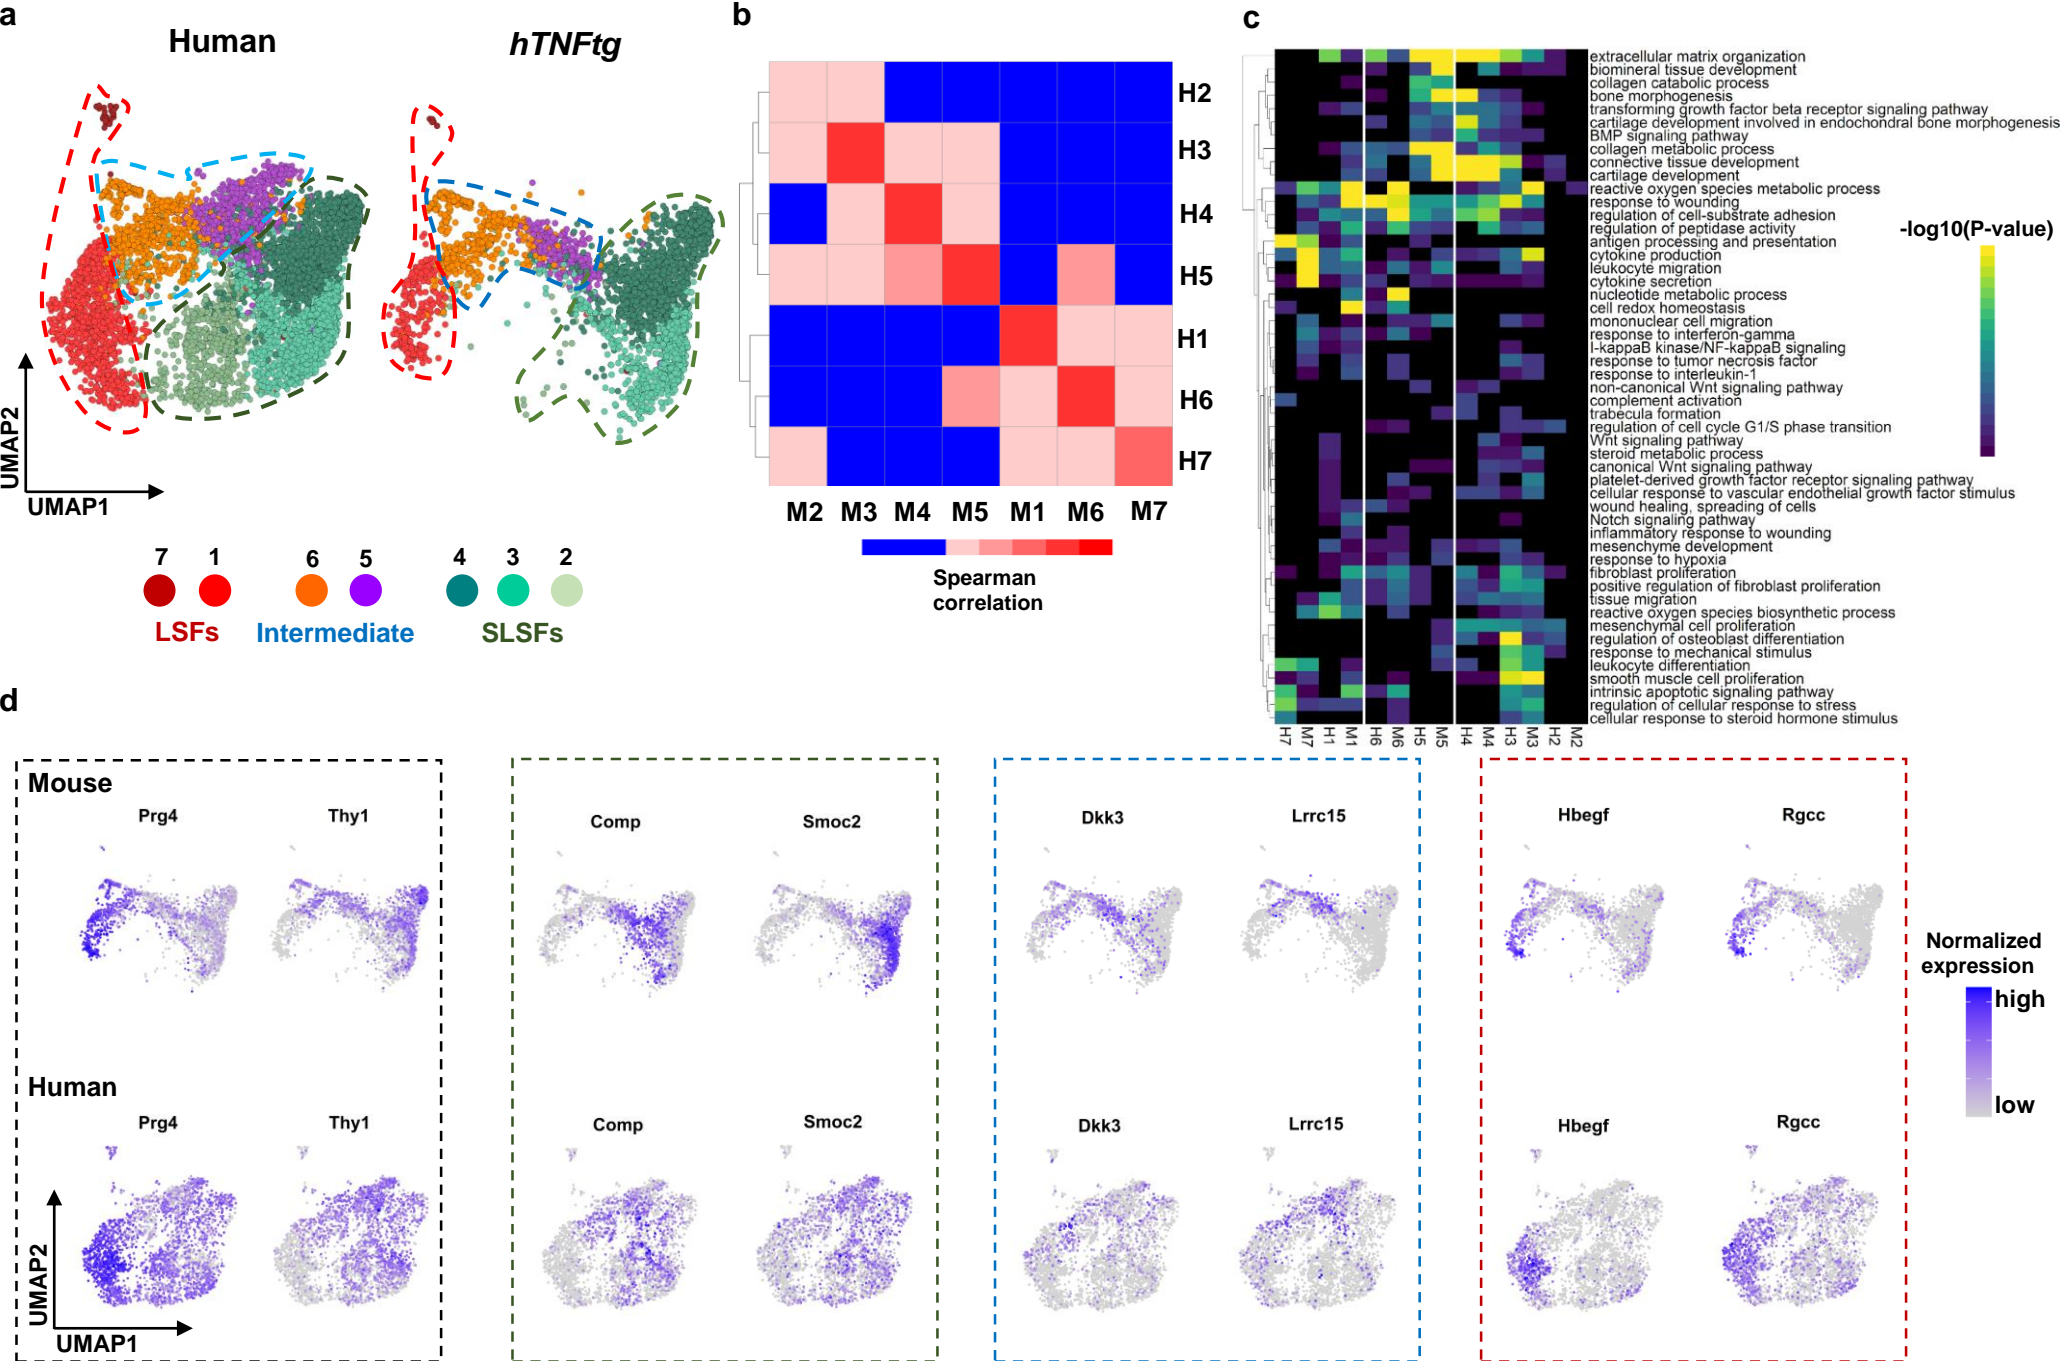 a
Human
hTNFtg
UMAP2
UMAP1
7
1
6
5
4
3
2
LSFs
Intermediate
SLSFs
b
H2
H3
H4
H5
H1
H6
H7
M2
M3
M4
M5
M1
M6
M7
Spearman
correlation
c
extracellular matrix organization
biomineral tissue development
collagen catabolic process
bone morphogenesis
transforming growth factor beta receptor signaling pathway
cartilage development involved in endochondral bone morphogenesis
BMP signaling pathway
collagen metabolic process
connective tissue development
cartilage development
reactive oxygen species metabolic process
response to wounding
regulation of cell-substrate adhesion
regulation of peptidase activity
antigen processing and presentation
cytokine production
leukocyte migration
cytokine secretion
nucleotide metabolic process
cell redox homeostasis
mononuclear cell migration
response to interferon-gamma
I-kappaB kinase/NF-kappaB signaling
response to tumor necrosis factor
response to interleukin-1
non-canonical Wnt signaling pathway
complement activation
trabecula formation
regulation of cell cycle G1/S phase transition
Wnt signaling pathway
steroid metabolic process
canonical Wnt signaling pathway
platelet-derived growth factor receptor signaling pathway
cellular response to vascular endothelial growth factor stimulus
wound healing, spreading of cells
Notch signaling pathway
inflammatory response to wounding
mesenchyme development
response to hypoxia
fibroblast proliferation
positive regulation of fibroblast proliferation
tissue migration
reactive oxygen species biosynthetic process
mesenchymal cell proliferation
regulation of osteoblast differentiation
response to mechanical stimulus
leukocyte differentiation
smooth muscle cell proliferation
intrinsic apoptotic signaling pathway
regulation of cellular response to stress
cellular response to steroid hormone stimulus
H7
M7
H1
M1
H6
M6
H5
M5
H4
M4
H3
M3
H2
M2
-log10(P-value)
d
Mouse
Prg4
Thy1
Comp
Smoc2
Dkk3
Lrrc15
Hbegf
Rgcc
Human
Prg4
Thy1
Comp
Smoc2
Dkk3
Lrrc15
Hbegf
Rgcc
UMAP2
UMAP1
Normalized
expression
high
low